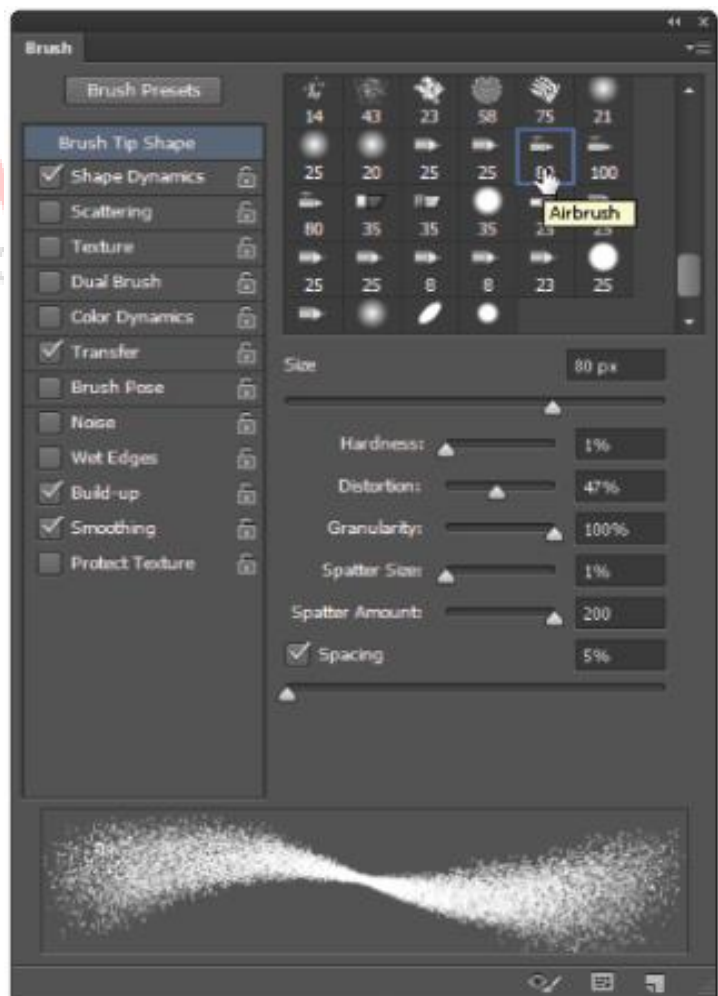 Brush
Brush Presets
14 43 23 58 75 21
Brush Tip Shape
25 20 25 25 80 100
Shape Dynamics
Scattering
80 35 35 35 25 25
Airbrush
Texture
Dual Brush
25 25 8 8 23 25
Color Dynamics
Transfer
Size 80 px
Brush Pose
Noise
Hardness: 1%
Wet Edges
Build-up
Distortion: 47%
Smoothing
Granularity: 100%
Protect Texture
Spatter Size: 1%
Spatter Amount: 200
Spacing 5%